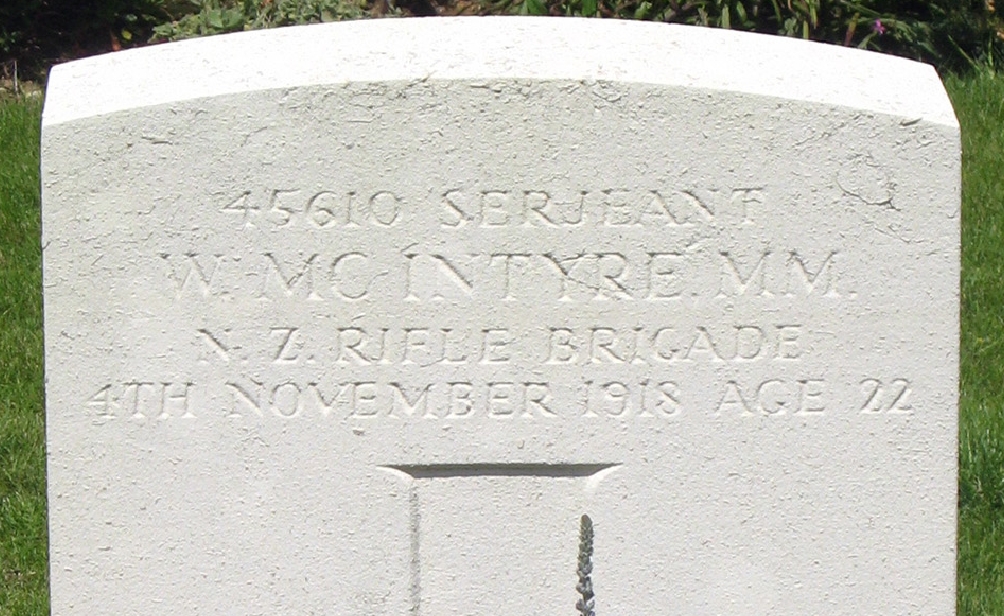 45610 SERJEANT
W. MC INTYRE. M.M.
N. Z. RIFLE BRIGADE
4TH NOVEMBER 1918 AGE 22